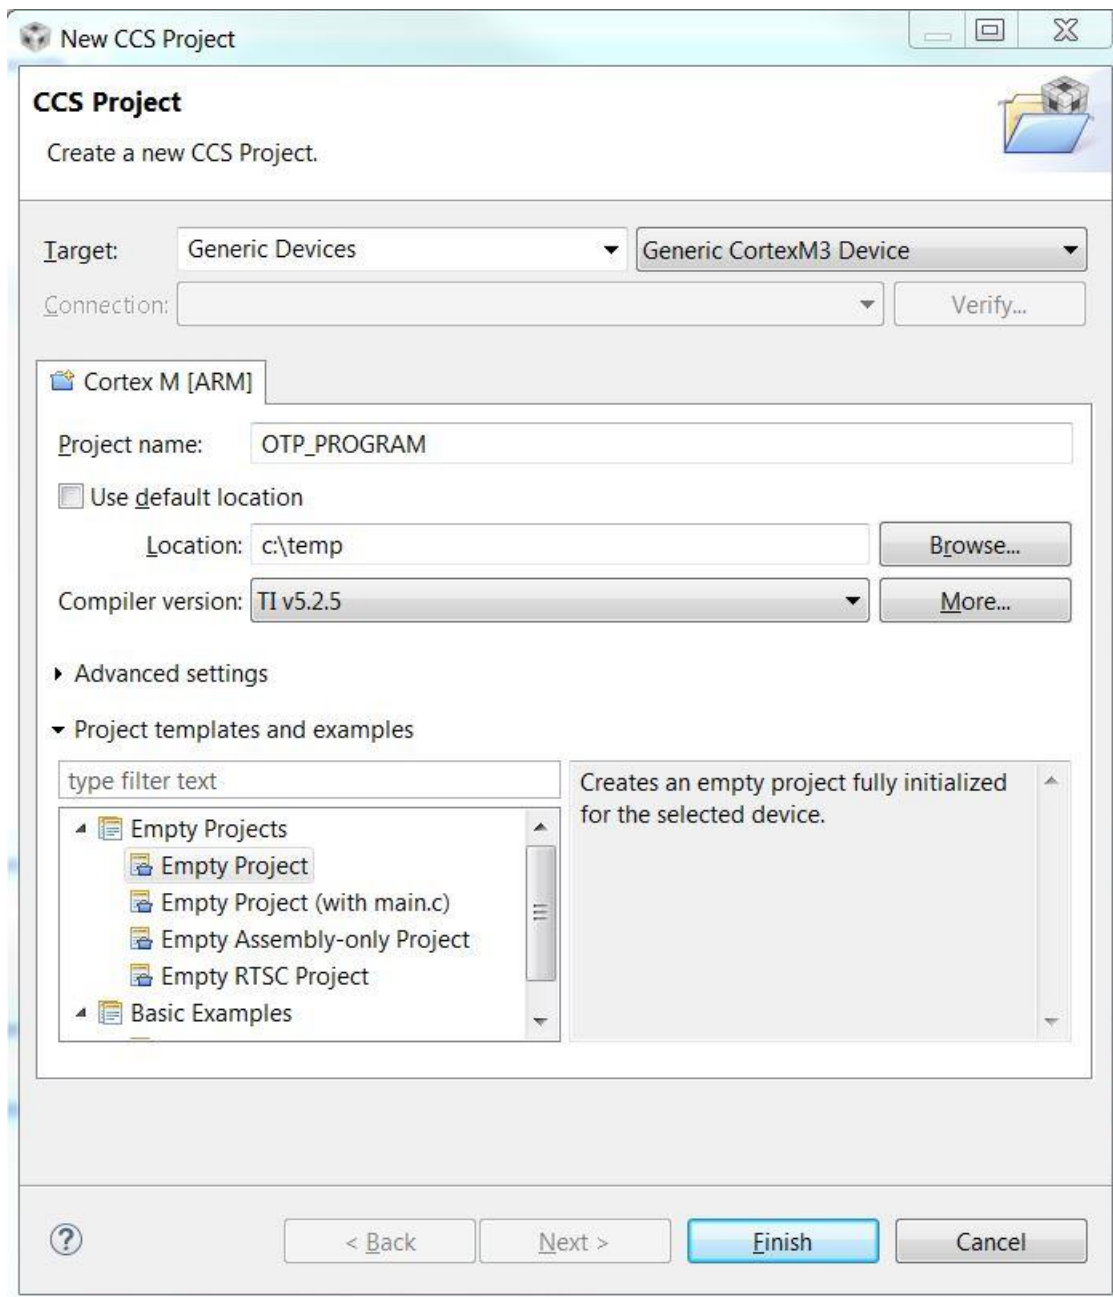 New CCS Project
CCS Project
Create a new CCS Project.
Target: Generic Devices Generic CortexM3 Device
Connection: Verify...
Cortex M [ARM]
Project name: OTP_PROGRAM
Use default location
Location: c:\temp Browse...
Compiler version: TI v5.2.5 More...
Advanced settings
Project templates and examples
type filter text
Creates an empty project fully initialized
for the selected device.
Empty Projects
Empty Project
Empty Project (with main.c)
Empty Assembly-only Project
Empty RTSC Project
Basic Examples
? < Back Next > Finish Cancel